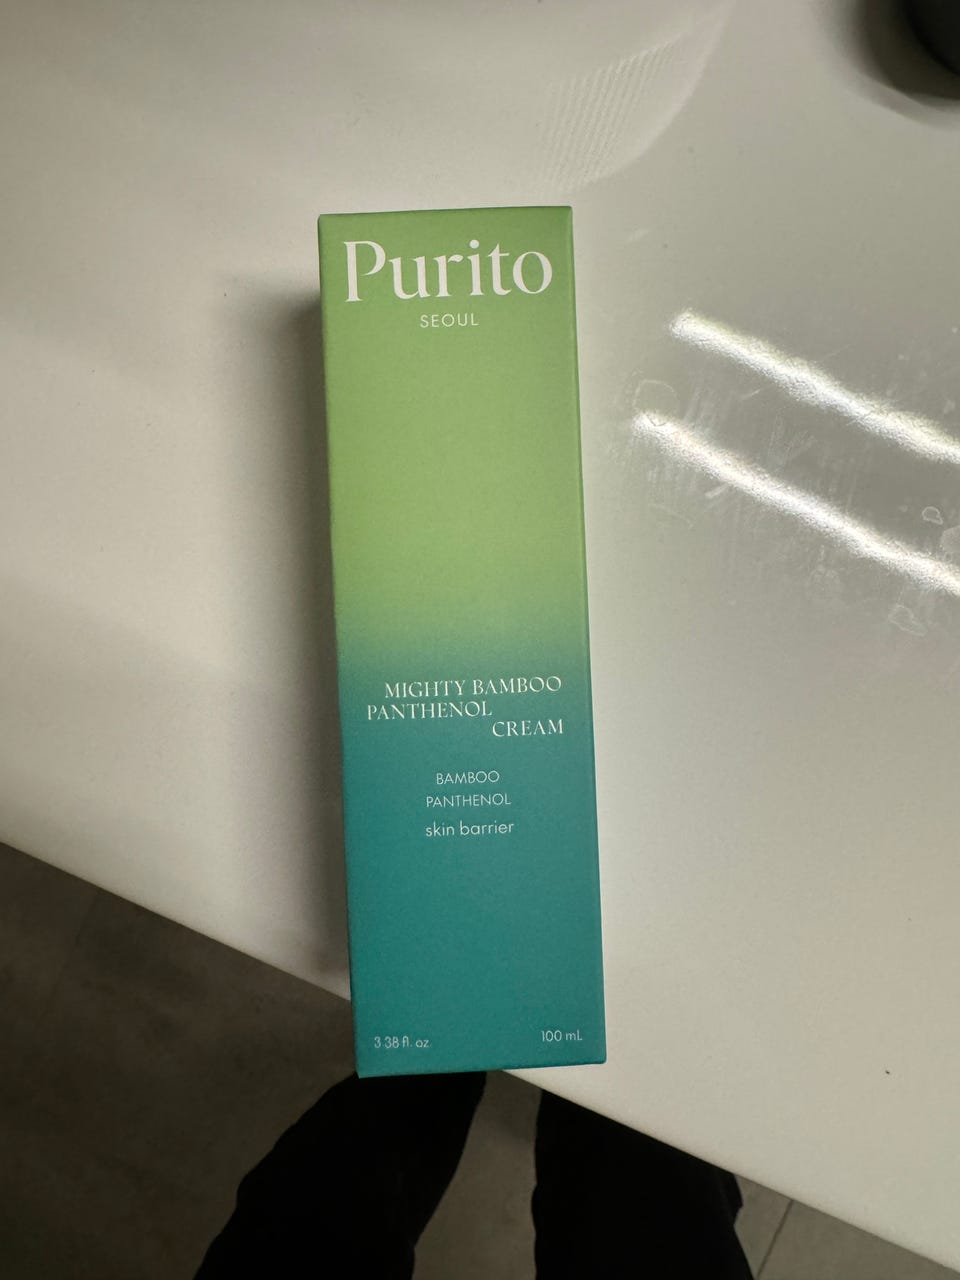 Purito
SEOUL
MIGHTY BAMBOO
PANTHENOL
CREAM
BAMBOO
PANTHENOL
skin barrier
3.38 fl. oz.
100 mL